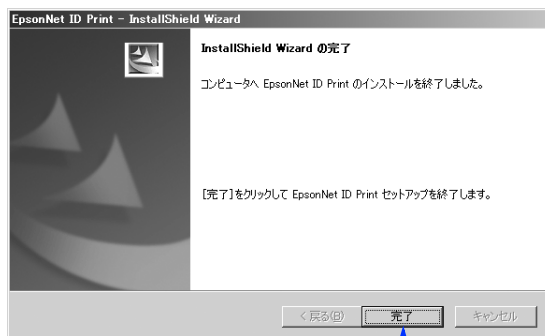 EpsonNet ID Print - InstallShield Wizard
InstallShield Wizard の完了
コンピュータへ EpsonNet ID Print のインストールを終了しました。
[完了]をクリックして EpsonNet ID Print セットアップを終了します。
< 戻る(B)
完了
キャンセル